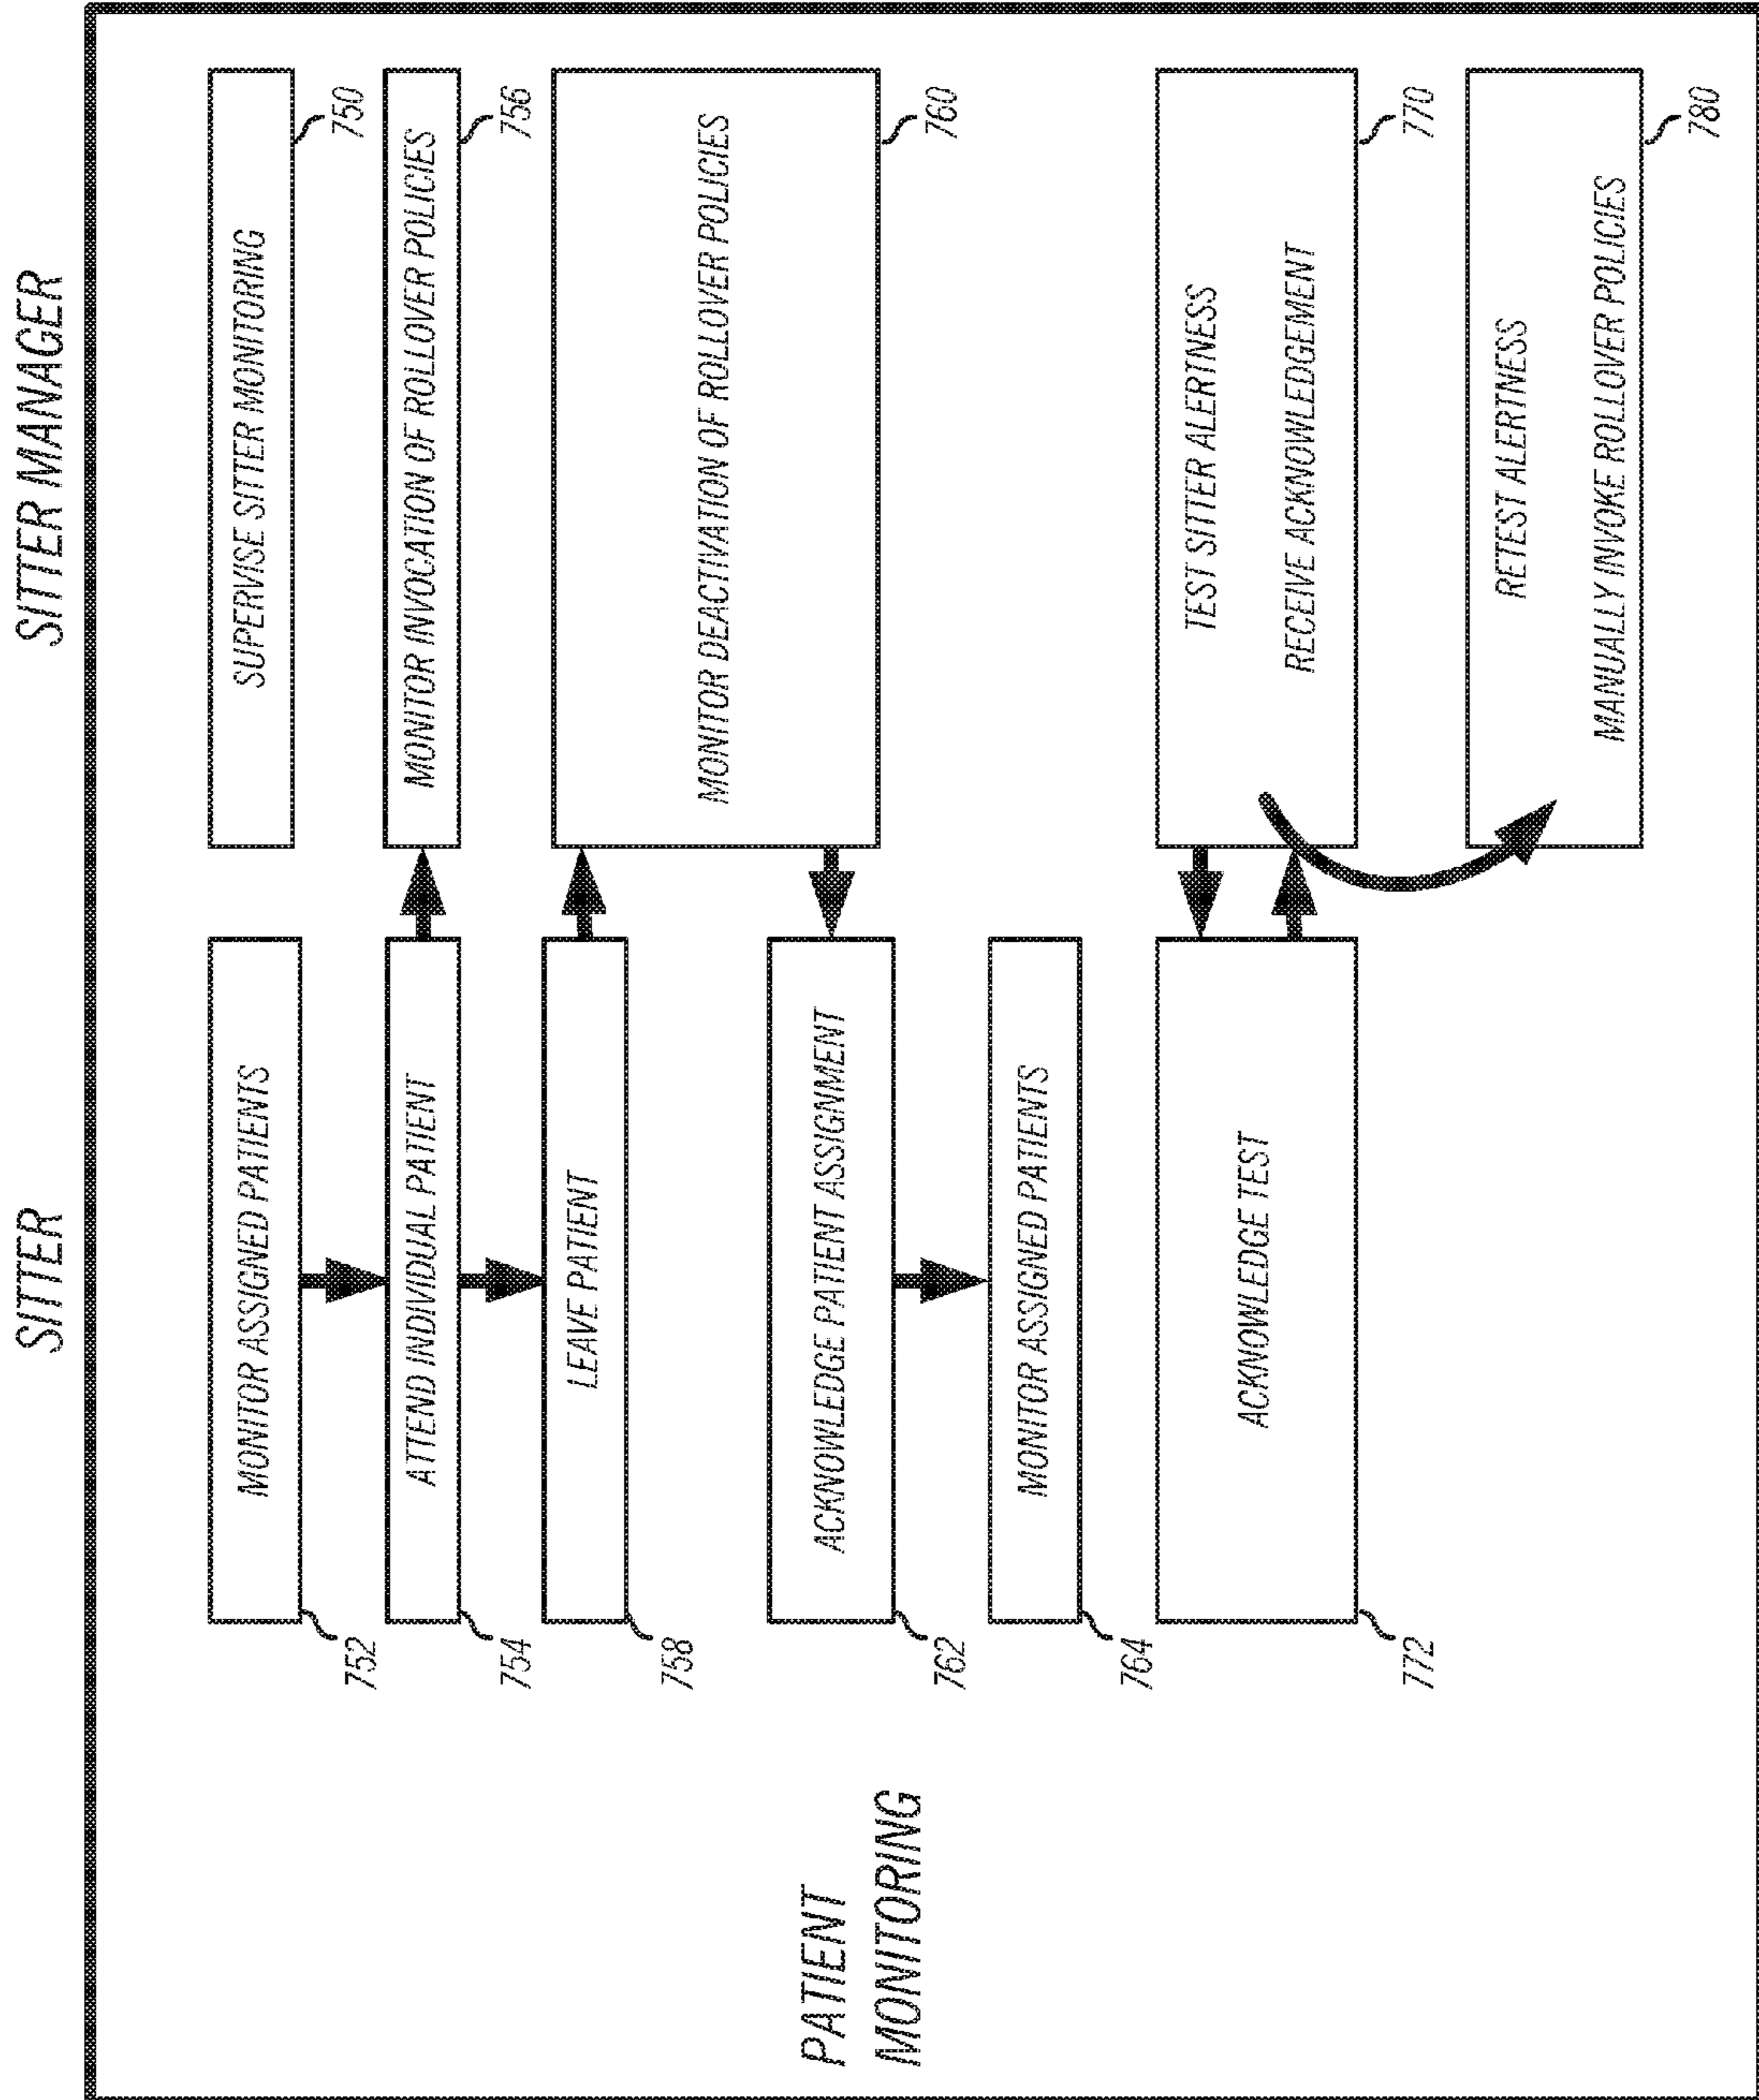 SITTER
SITTER MANAGER
PATIENT
MONITORING
MONITOR ASSIGNED PATIENTS
752
SUPERVISE SITTER MONITORING
750
ATTEND INDIVIDUAL PATIENT
754
MONITOR INVOCATION OF ROLLOVER POLICIES
756
LEAVE PATIENT
758
MONITOR DEACTIVATION OF ROLLOVER POLICIES
760
ACKNOWLEDGE PATIENT ASSIGNMENT
762
MONITOR ASSIGNED PATIENTS
764
ACKNOWLEDGE TEST
772
TEST SITTER ALERTNESS
RECEIVE ACKNOWLEDGEMENT
770
RETEST ALERTNESS
MANUALLY INVOKE ROLLOVER POLICIES
780